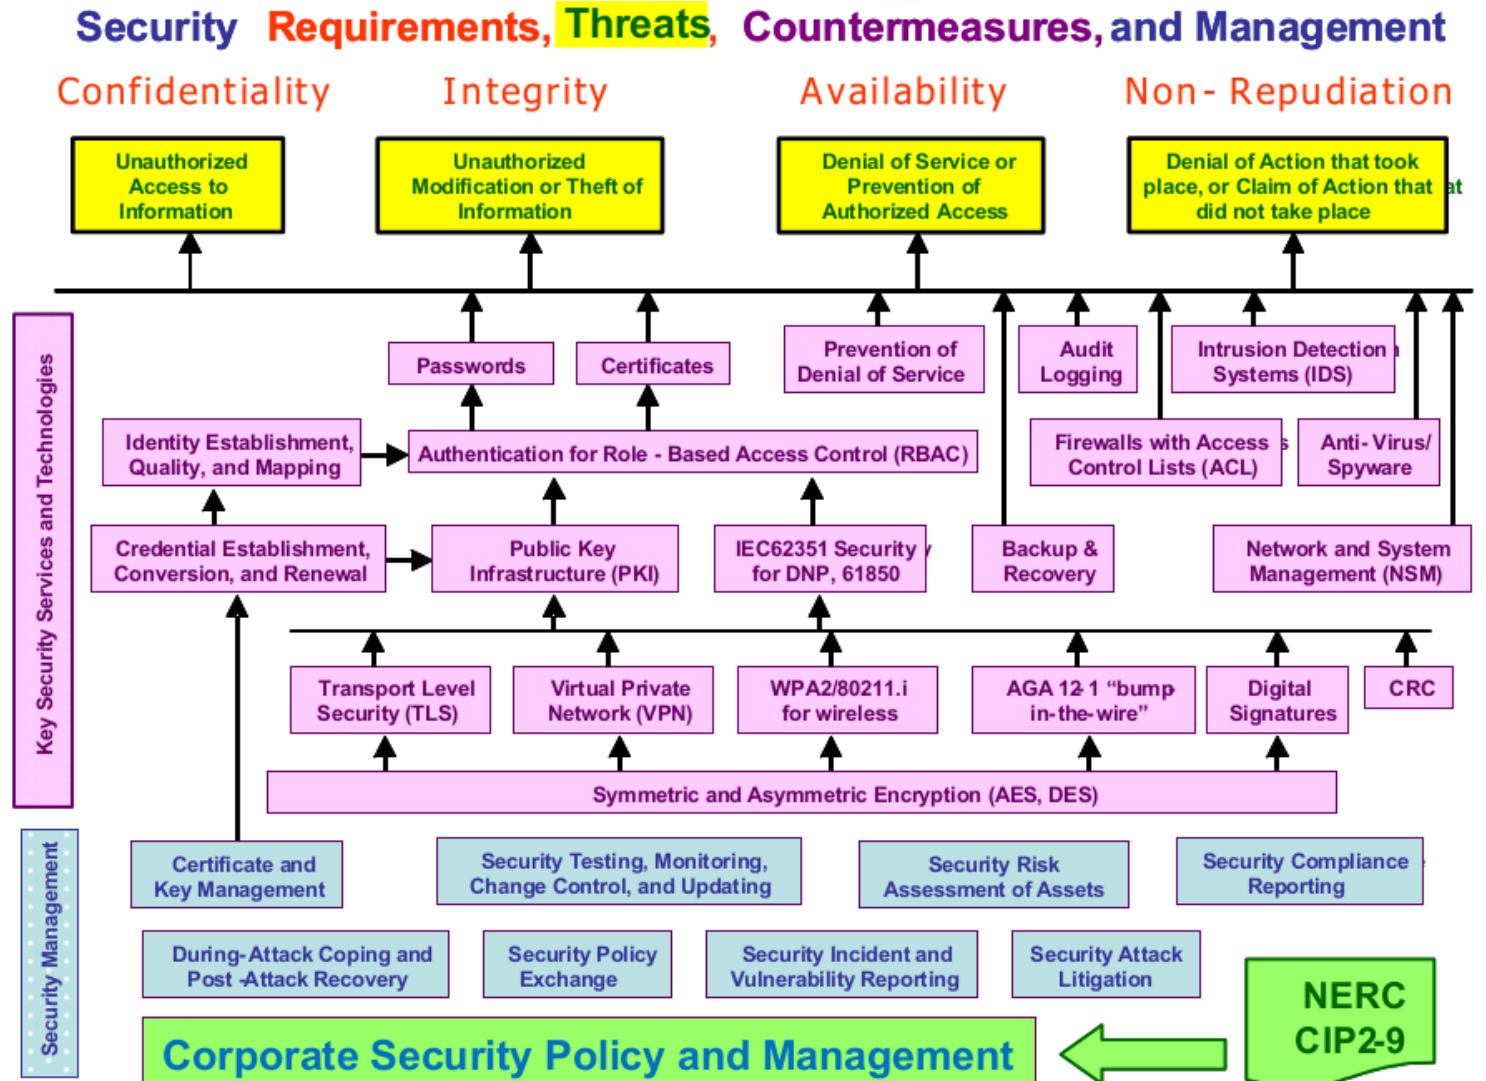 Security Requirements, Threats, Countermeasures, and Management
Confidentiality Integrity Availability Non- Repudiation
Unauthorized
Access to
Information
Unauthorized
Modification or Theft of
Information
Denial of Service or
Prevention of
Authorized Access
Denial of Action that took
place, or Claim of Action that at
did not take place
Key Security Services and Technologies
Passwords
Certificates
Prevention of
Denial of Service
Audit
Logging
Intrusion Detection
Systems (IDS)
Identity Establishment,
Quality, and Mapping
Authentication for Role - Based Access Control (RBAC)
Firewalls with Access s
Control Lists (ACL)
Anti- Virus/
Spyware
Credential Establishment,
Conversion, and Renewal
Public Key
Infrastructure (PKI)
IEC62351 Security y
for DNP, 61850
Backup &
Recovery
Network and System
Management (NSM)
Transport Level
Security (TLS)
Virtual Private
Network (VPN)
WPA2/80211.i
for wireless
AGA 12-1 “bump-
in-the-wire”
Digital
Signatures
CRC
Symmetric and Asymmetric Encryption (AES, DES)
Security Management
Certificate and
Key Management
Security Testing, Monitoring,
Change Control, and Updating
Security Risk
Assessment of Assets
Security Compliance
Reporting
During-Attack Coping and
Post -Attack Recovery
Security Policy
Exchange
Security Incident and
Vulnerability Reporting
Security Attack
Litigation
Corporate Security Policy and Management
NERC
CIP2-9